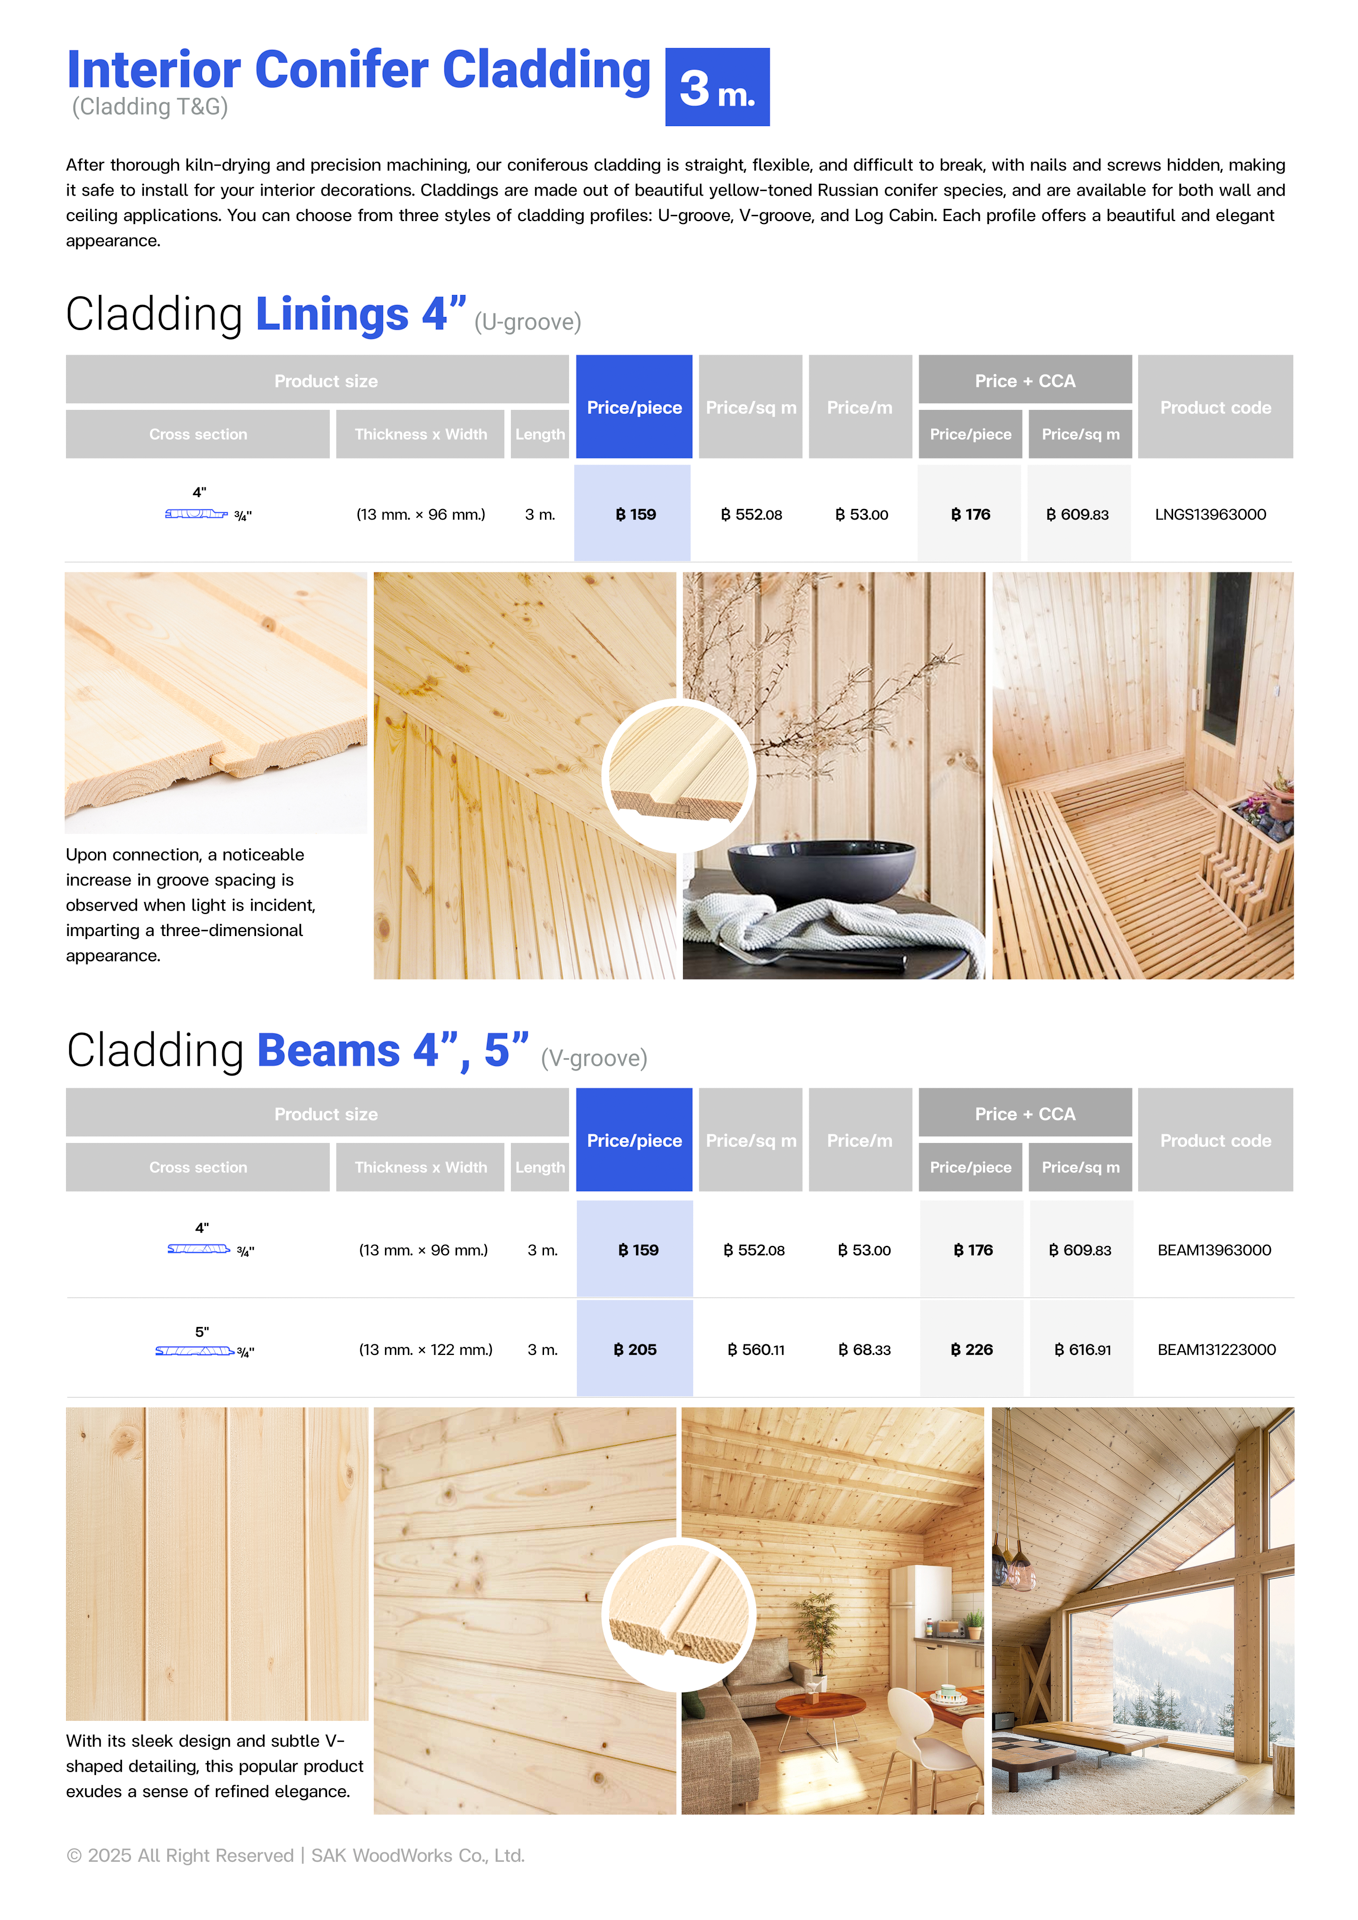 Interior Conifer Cladding 3 m.
(Cladding T&G)
After thorough kiln-drying and precision machining, our coniferous cladding is straight, flexible, and difficult to break, with nails and screws hidden, making
it safe to install for your interior decorations. Claddings are made out of beautiful yellow-toned Russian conifer species, and are available for both wall and
ceiling applications. You can choose from three styles of cladding profiles: U-groove, V-groove, and Log Cabin. Each profile offers a beautiful and elegant
appearance.
Cladding Linings 4” (U-groove)
Product size Price/piece Price/sq m Price/m Price + CCA Product code
Cross section Thickness x Width Length Price/piece Price/sq m
4"
¾"
(13 mm. × 96 mm.) 3 m. ฿ 159 ฿ 552.08 ฿ 53.00 ฿ 176 ฿ 609.83 LNGS13963000
Upon connection, a noticeable
increase in groove spacing is
observed when light is incident,
imparting a three-dimensional
appearance.
Cladding Beams 4”, 5” (V-groove)
Product size Price/piece Price/sq m Price/m Price + CCA Product code
Cross section Thickness x Width Length Price/piece Price/sq m
4"
¾"
(13 mm. × 96 mm.) 3 m. ฿ 159 ฿ 552.08 ฿ 53.00 ฿ 176 ฿ 609.83 BEAM13963000
5"
¾"
(13 mm. × 122 mm.) 3 m. ฿ 205 ฿ 560.11 ฿ 68.33 ฿ 226 ฿ 616.91 BEAM131223000
With its sleek design and subtle V-
shaped detailing, this popular product
exudes a sense of refined elegance.
© 2025 All Right Reserved | SAK WoodWorks Co., Ltd.